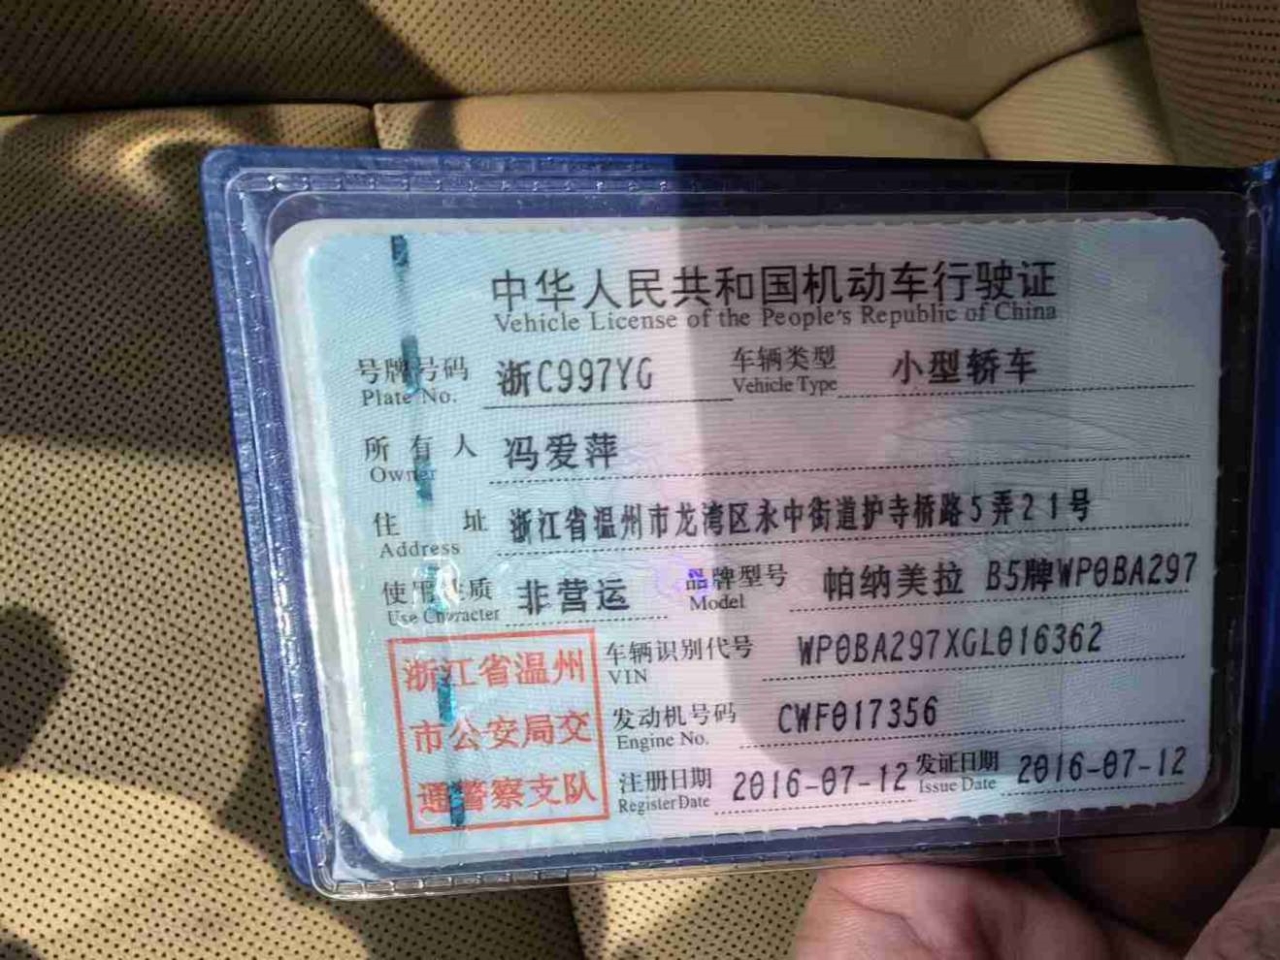 中华人民共和国机动车行驶证
Vehicle License of the People's Republic of China
号牌号码 浙C997YG 车辆类型 小型轿车
Plate No. Vehicle Type
所有人 冯爱萍
Owner
住址 浙江省温州市龙湾区永中街道护寺桥路5弄21号
Address
使用性质 非营运 品牌型号 帕纳美拉 B5牌WP0BA297
Use Character Model
浙江省温州
市公安局交
通警察支队
车辆识别代号 WP0BA297XGL016362
VIN
发动机号码 CWF017356
Engine No.
注册日期 2016-07-12 发证日期 2016-07-12
Register Date Issue Date